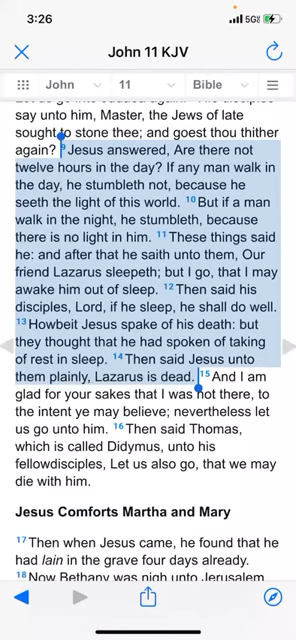 3:26
5G
John 11 KJV
John
11
Bible
say unto him, Master, the Jews of late
sought to stone thee; and goest thou thither
again? 9 Jesus answered, Are there not
twelve hours in the day? If any man walk in
the day, he stumbleth not, because he
seeth the light of this world. 10 But if a man
walk in the night, he stumbleth, because
there is no light in him. 11 These things said
he: and after that he saith unto them, Our
friend Lazarus sleepeth; but I go, that I may
awake him out of sleep. 12 Then said his
disciples, Lord, if he sleep, he shall do well.
13 Howbeit Jesus spake of his death: but
they thought that he had spoken of taking
of rest in sleep. 14 Then said Jesus unto
them plainly, Lazarus is dead. 15 And I am
glad for your sakes that I was not there, to
the intent ye may believe; nevertheless let
us go unto him. 16 Then said Thomas,
which is called Didymus, unto his
fellowdisciples, Let us also go, that we may
die with him.
Jesus Comforts Martha and Mary
17 Then when Jesus came, he found that he
had lain in the grave four days already.
18 Now Bethany was nigh unto Jerusalem